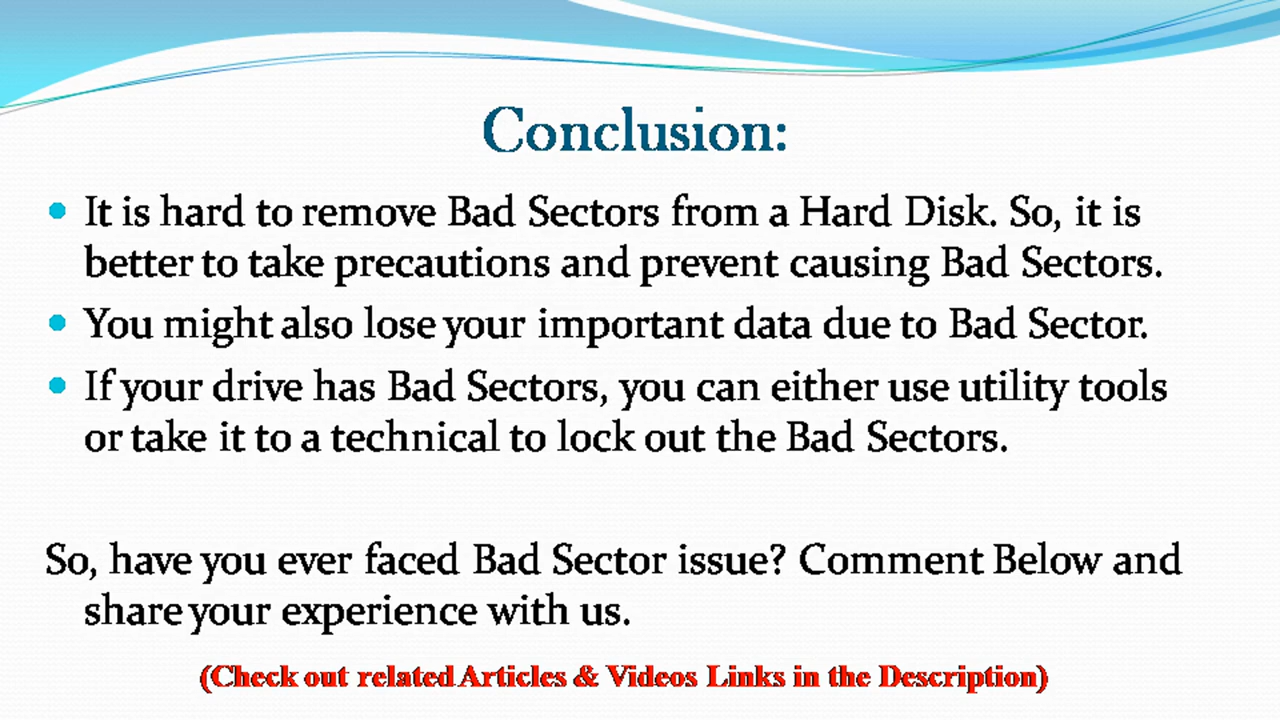 Conclusion:
• It is hard to remove Bad Sectors from a Hard Disk. So, it is
better to take precautions and prevent causing Bad Sectors.
• You might also lose your important data due to Bad Sector.
• If your drive has Bad Sectors, you can either use utility tools
or take it to a technical to lock out the Bad Sectors.
So, have you ever faced Bad Sector issue? Comment Below and
share your experience with us.
(Check out related Articles & Videos Links in the Description)